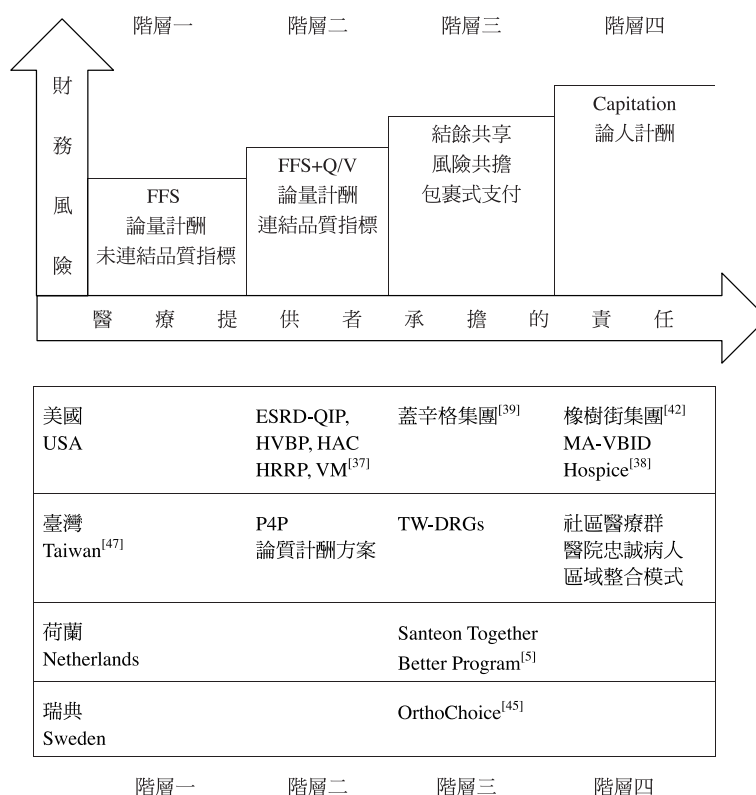 階層一 階層二 階層三 階層四
財務風險
FFS
論量計酬
未連結品質指標
FFS+Q/V
論量計酬
連結品質指標
結餘共享
風險共擔
包裹式支付
Capitation
論人計酬
醫療提供者承擔的責任
美國
USA
ESRD-QIP,
HVBP, HAC
HRRP, VM[37]
蓋辛格集團[39]
橡樹街集團[42]
MA-VBID
Hospice[38]
臺灣
Taiwan[47]
P4P
論質計酬方案
TW-DRGs
社區醫療群
醫院忠誠病人
區域整合模式
荷蘭
Netherlands
Santeon Together
Better Program[5]
瑞典
Sweden
OrthoChoice[45]
階層一 階層二 階層三 階層四